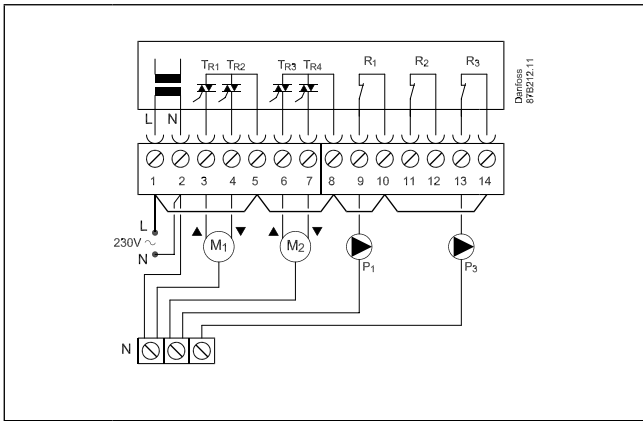 TR1 TR2 TR3 TR4 R1 R2 R3
Danfoss
87B212.11
L N
1 2 3 4 5 6 7 8 9 10 11 12 13 14
L
230V ~
N
▲ M1 ▼ ▲ M2 ▼
P1 P3
N